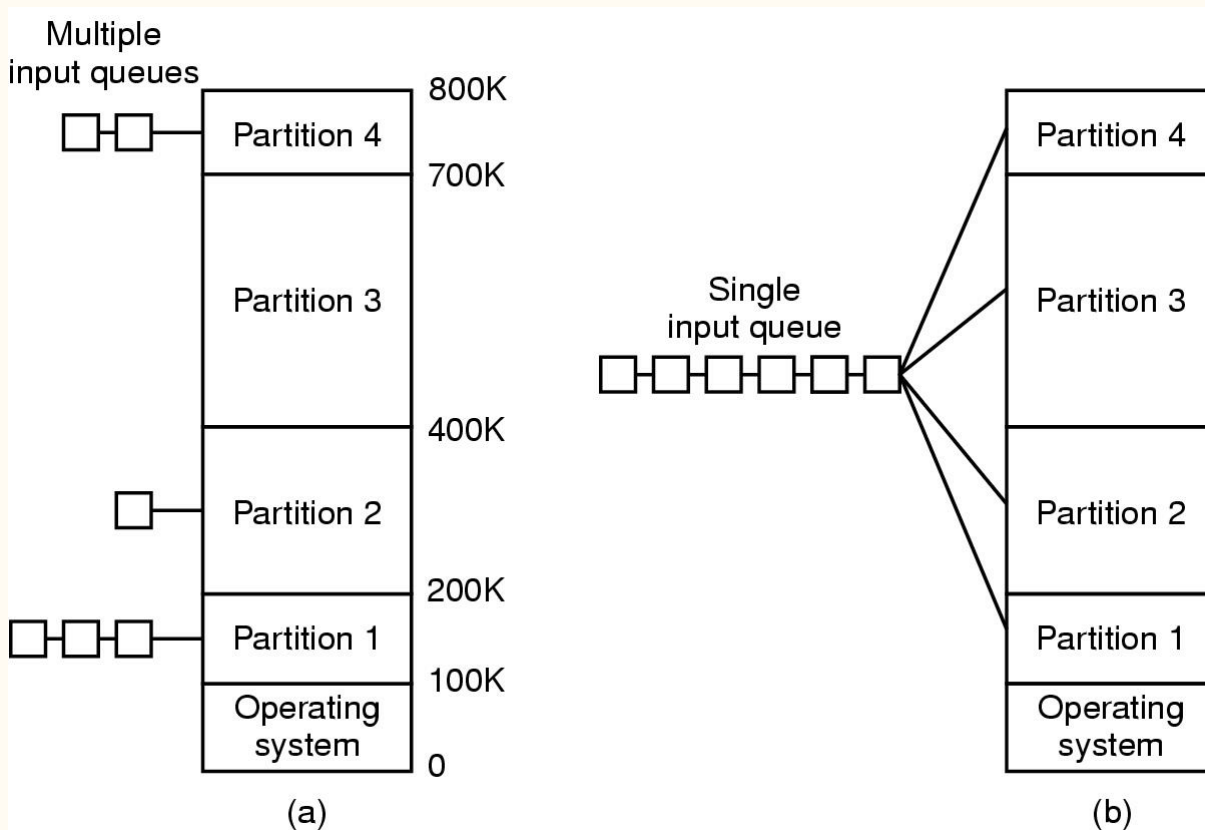 Multiple
input queues
800K
Partition 4
700K
Partition 3
400K
Partition 2
200K
Partition 1
100K
Operating
system
0
(a)
Single
input queue
Partition 4
Partition 3
Partition 2
Partition 1
Operating
system
(b)